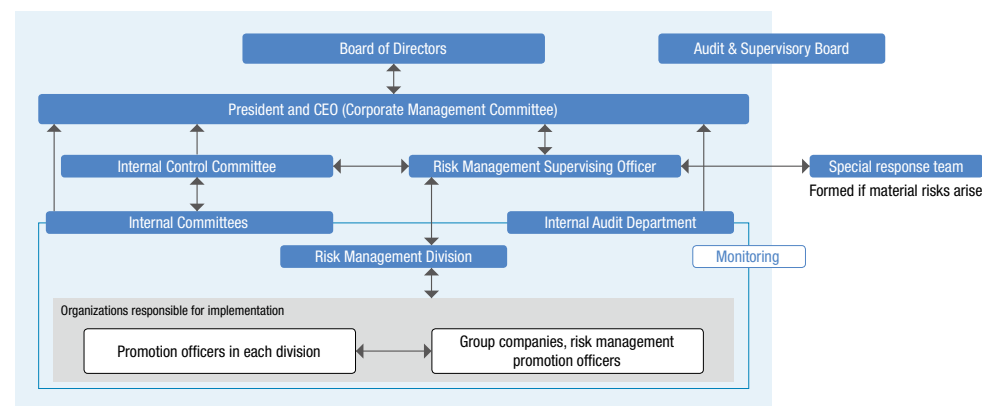 Board of Directors
Audit & Supervisory Board
President and CEO (Corporate Management Committee)
Internal Control Committee
Risk Management Supervising Officer
Special response team
Formed if material risks arise
Internal Committees
Internal Audit Department
Risk Management Division
Monitoring
Organizations responsible for implementation
Promotion officers in each division
Group companies, risk management
promotion officers